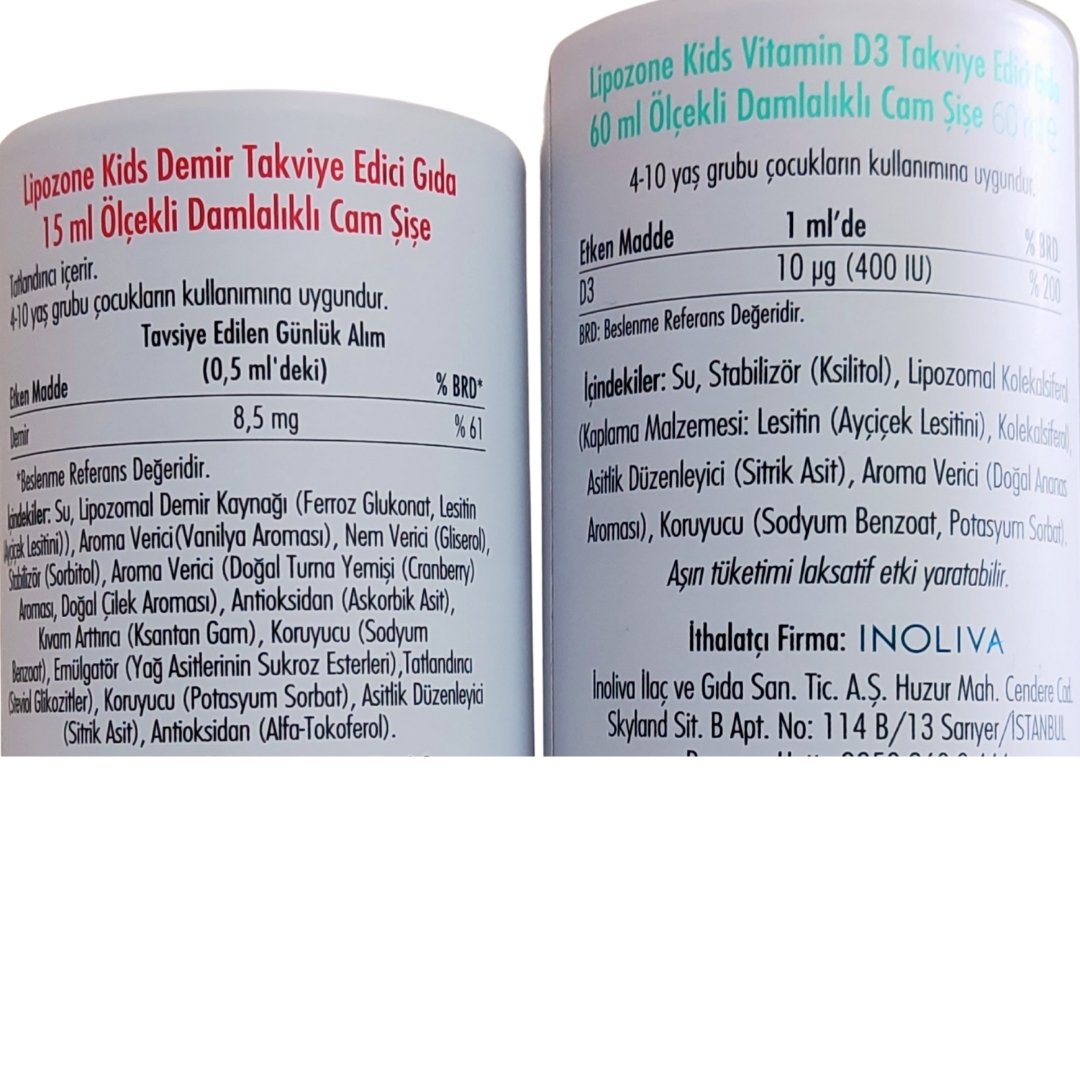 Lipozone Kids Demir Takviye Edici Gıda
15 ml Ölçekli Damlalıklı Cam Şişe
Tatlandırıcı içerir.
4-10 yaş grubu çocukların kullanımına uygundur.
Tavsiye Edilen Günlük Alım
(0,5 ml'deki)
Etken Madde % BRD*
Demir 8,5 mg % 61
*Beslenme Referans Değeridir.
İçindekiler: Su, Lipozomal Demir Kaynağı (Ferroz Glukonat, Lesitin
(Ayçiçek Lesitini)), Aroma Verici(Vanilya Aroması), Nem Verici (Gliserol),
Stabilizör (Sorbitol), Aroma Verici (Doğal Turna Yemişi (Cranberry)
Aroması, Doğal Çilek Aroması), Antioksidan (Askorbik Asit),
Kıvam Arttırıcı (Ksantan Gam), Koruyucu (Sodyum
Benzoat), Emülgatör (Yağ Asitlerinin Sukroz Esterleri),Tatlandırıcı
(Steviol Glikozitler), Koruyucu (Potasyum Sorbat), Asitlik Düzenleyici
(Sitrik Asit), Antioksidan (Alfa-Tokoferol).
Lipozone Kids Vitamin D3 Takviye Edici Gıda
60 ml Ölçekli Damlalıklı Cam Şişe 60 ml e
4-10 yaş grubu çocukların kullanımına uygundur.
Etken Madde 1 ml’de % BRD
D3 10 µg (400 IU) % 200
BRD: Beslenme Referans Değeridir.
İçindekiler: Su, Stabilizör (Ksilitol), Lipozomal Kolekalsiferol
(Kaplama Malzemesi: Lesitin (Ayçiçek Lesitini), Kolekalsiferol),
Asitlik Düzenleyici (Sitrik Asit), Aroma Verici (Doğal Ananas
Aroması), Koruyucu (Sodyum Benzoat, Potasyum Sorbat).
Aşırı tüketimi laksatif etki yaratabilir.
İthalatçı Firma: INOLIVA
İnoliva İlaç ve Gıda San. Tic. A.Ş. Huzur Mah. Cendere Cad.
Skyland Sit. B Apt. No: 114 B/13 Sarıyer/İSTANBUL